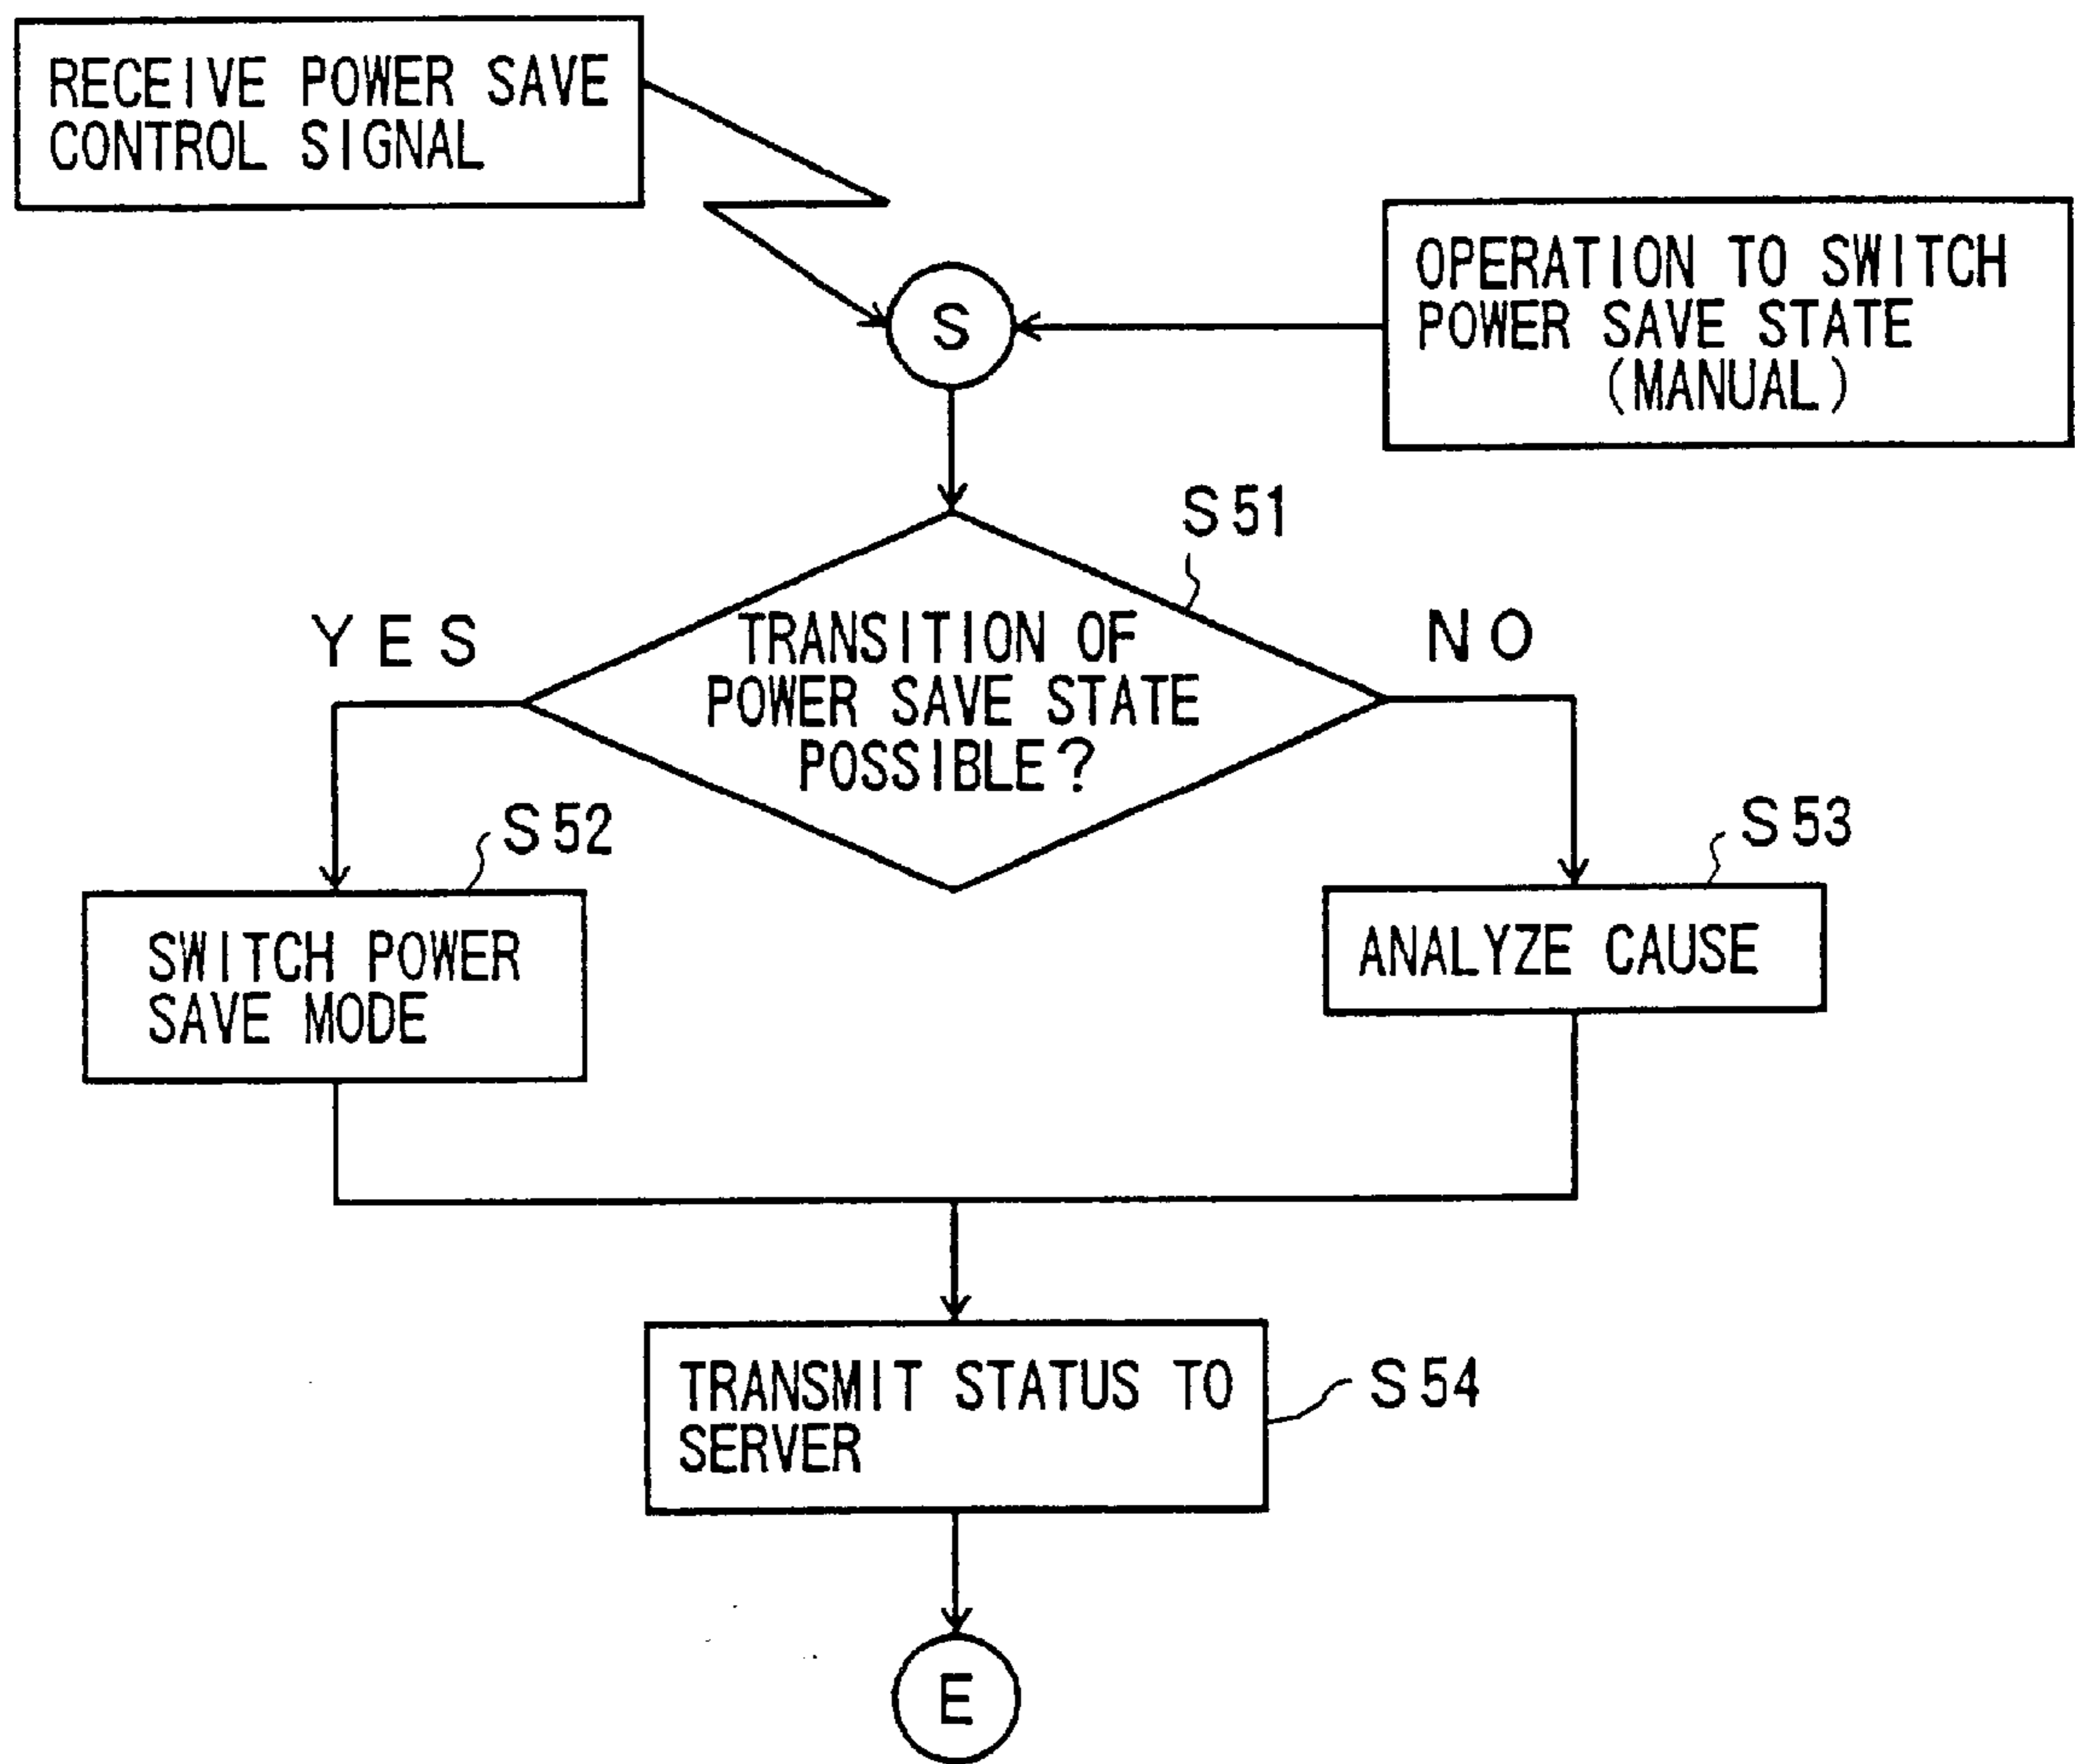 RECEIVE POWER SAVE
CONTROL SIGNAL
OPERATION TO SWITCH
POWER SAVE STATE
(MANUAL)
S
S51
YES
NO
TRANSITION OF
POWER SAVE STATE
POSSIBLE?
S52
S53
SWITCH POWER
SAVE MODE
ANALYZE CAUSE
TRANSMIT STATUS TO
SERVER
S54
E